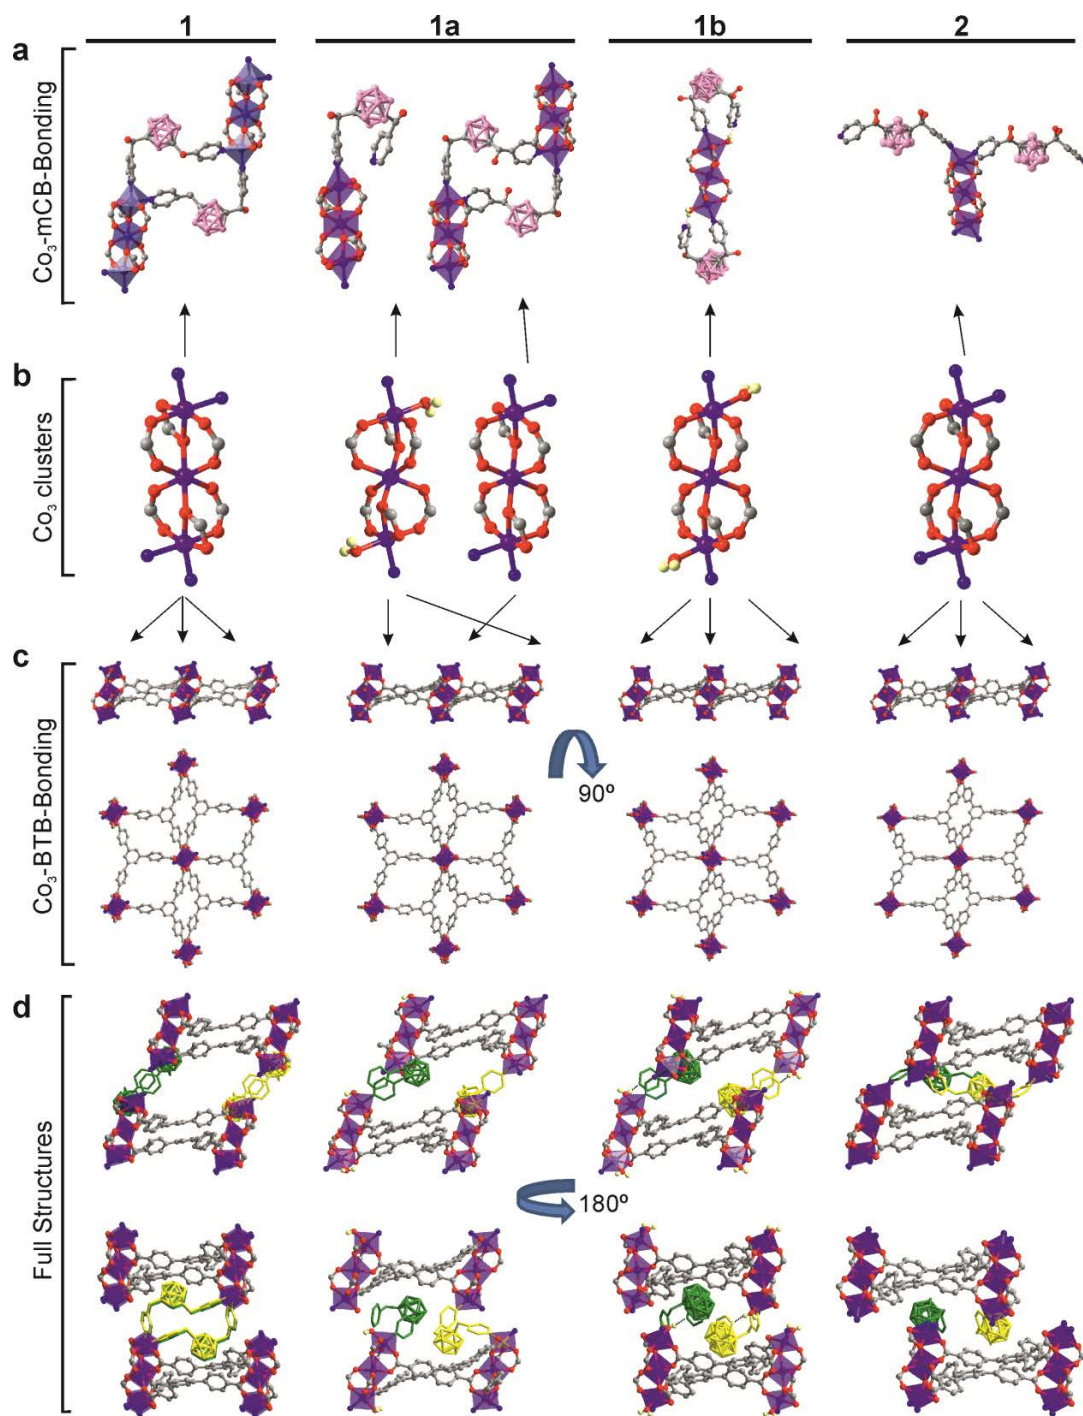 1 1a 1b 2
a
Co₃-mCB-Bonding
b
Co₃ clusters
c
Co₃-BTB-Bonding
90º
d
Full Structures
180º